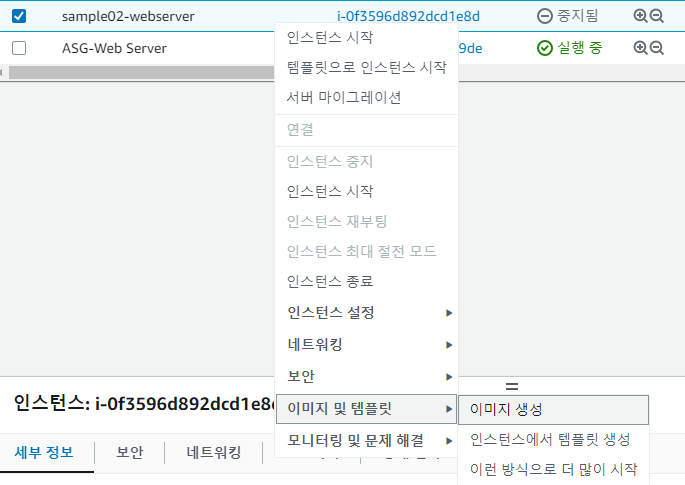 sample02-webserver i-0f3596d892dcd1e8d 중지됨
ASG-Web Server 9de 실행 중
인스턴스 시작
템플릿으로 인스턴스 시작
서버 마이그레이션
연결
인스턴스 중지
인스턴스 시작
인스턴스 재부팅
인스턴스 최대 절전 모드
인스턴스 종료
인스턴스 설정
네트워킹
보안
이미지 및 템플릿
모니터링 및 문제 해결
이미지 생성
인스턴스에서 템플릿 생성
이런 방식으로 더 많이 시작
인스턴스: i-0f3596d892dcd1e8
세부 정보 보안 네트워킹